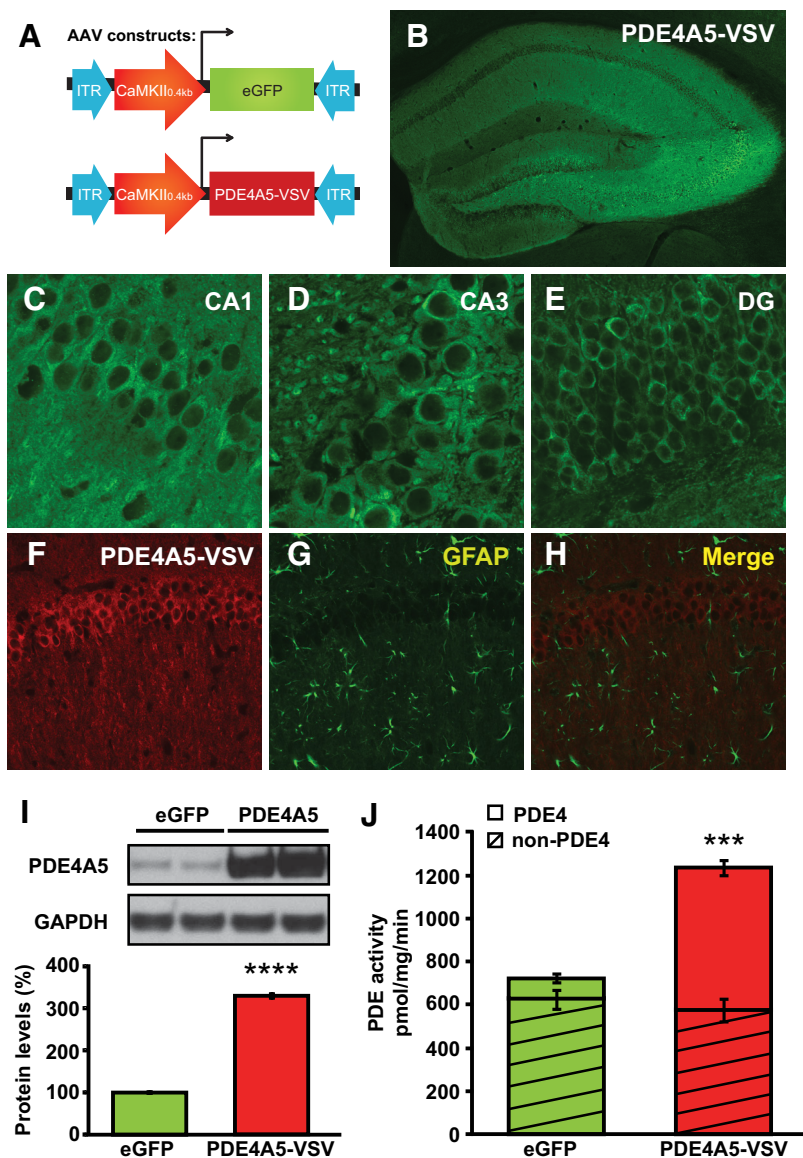 A
AAV constructs:
ITR CaMKII0.4kb eGFP ITR
ITR CaMKII0.4kb PDE4A5-VSV ITR
B
PDE4A5-VSV
C
CA1
D
CA3
E
DG
F
PDE4A5-VSV
G
GFAP
H
Merge
I
eGFP PDE4A5
PDE4A5
GAPDH
Protein levels (%)
400
300
200
100
0
eGFP PDE4A5-VSV
****
J
PDE4
non-PDE4
PDE activity
pmol/mg/min
1400
1200
1000
800
600
400
200
0
***
eGFP PDE4A5-VSV